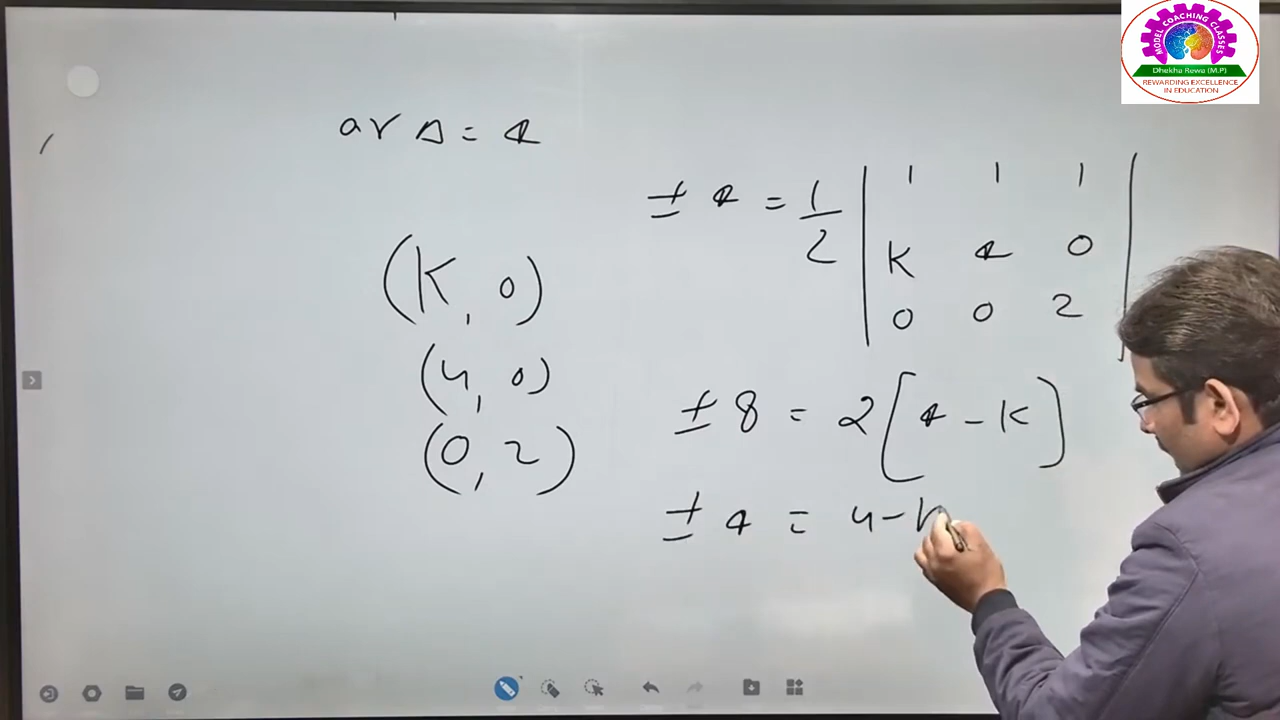 MODEL COACHING CLASSES
Dhekha Rewa (M.P)
REWARDING EXCELLENCE
IN EDUCATION
ar Δ = 4
(K, 0)
(4, 0)
(0, 2)
± 4 = 1/2 | 1 1 1
K 4 0
0 0 2 |
± 8 = 2 [4 - K]
± 4 = 4 - K